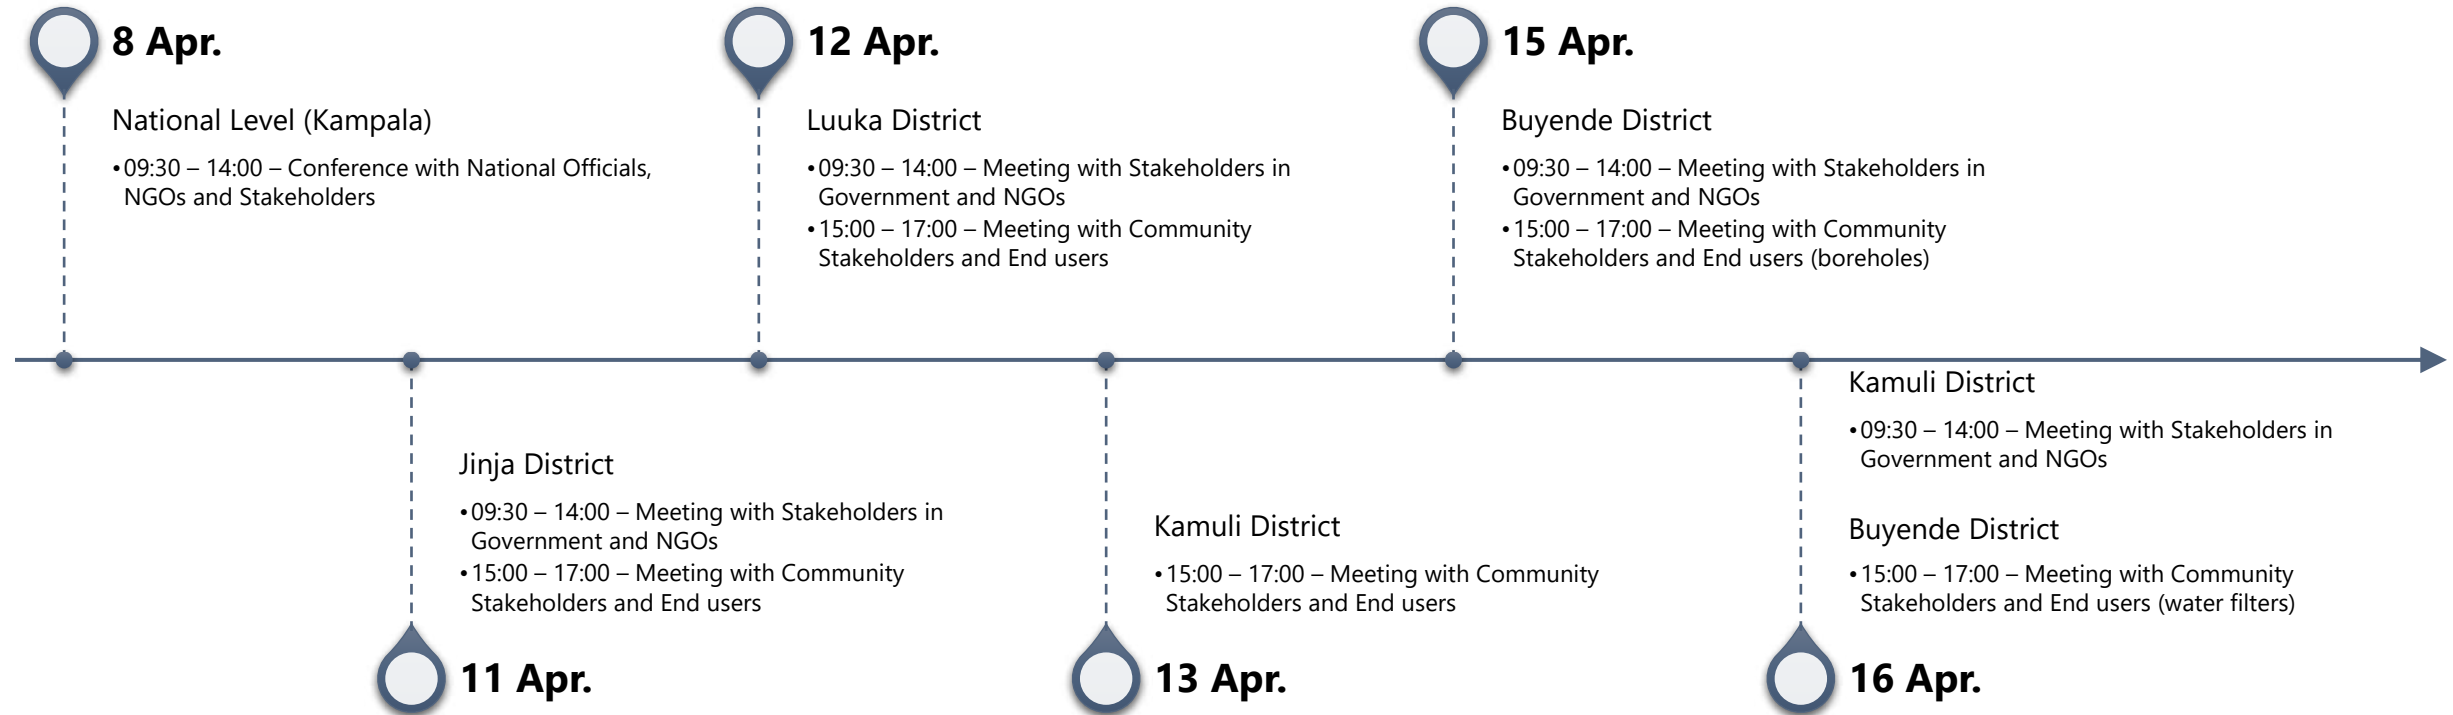 8 Apr.
National Level (Kampala)
•09:30 – 14:00 – Conference with National Officials,
NGOs and Stakeholders
11 Apr.
Jinja District
•09:30 – 14:00 – Meeting with Stakeholders in
Government and NGOs
•15:00 – 17:00 – Meeting with Community
Stakeholders and End users
12 Apr.
Luuka District
•09:30 – 14:00 – Meeting with Stakeholders in
Government and NGOs
•15:00 – 17:00 – Meeting with Community
Stakeholders and End users
13 Apr.
Kamuli District
•15:00 – 17:00 – Meeting with Community
Stakeholders and End users
15 Apr.
Buyende District
•09:30 – 14:00 – Meeting with Stakeholders in
Government and NGOs
•15:00 – 17:00 – Meeting with Community
Stakeholders and End users (boreholes)
16 Apr.
Kamuli District
•09:30 – 14:00 – Meeting with Stakeholders in
Government and NGOs
Buyende District
•15:00 – 17:00 – Meeting with Community
Stakeholders and End users (water filters)